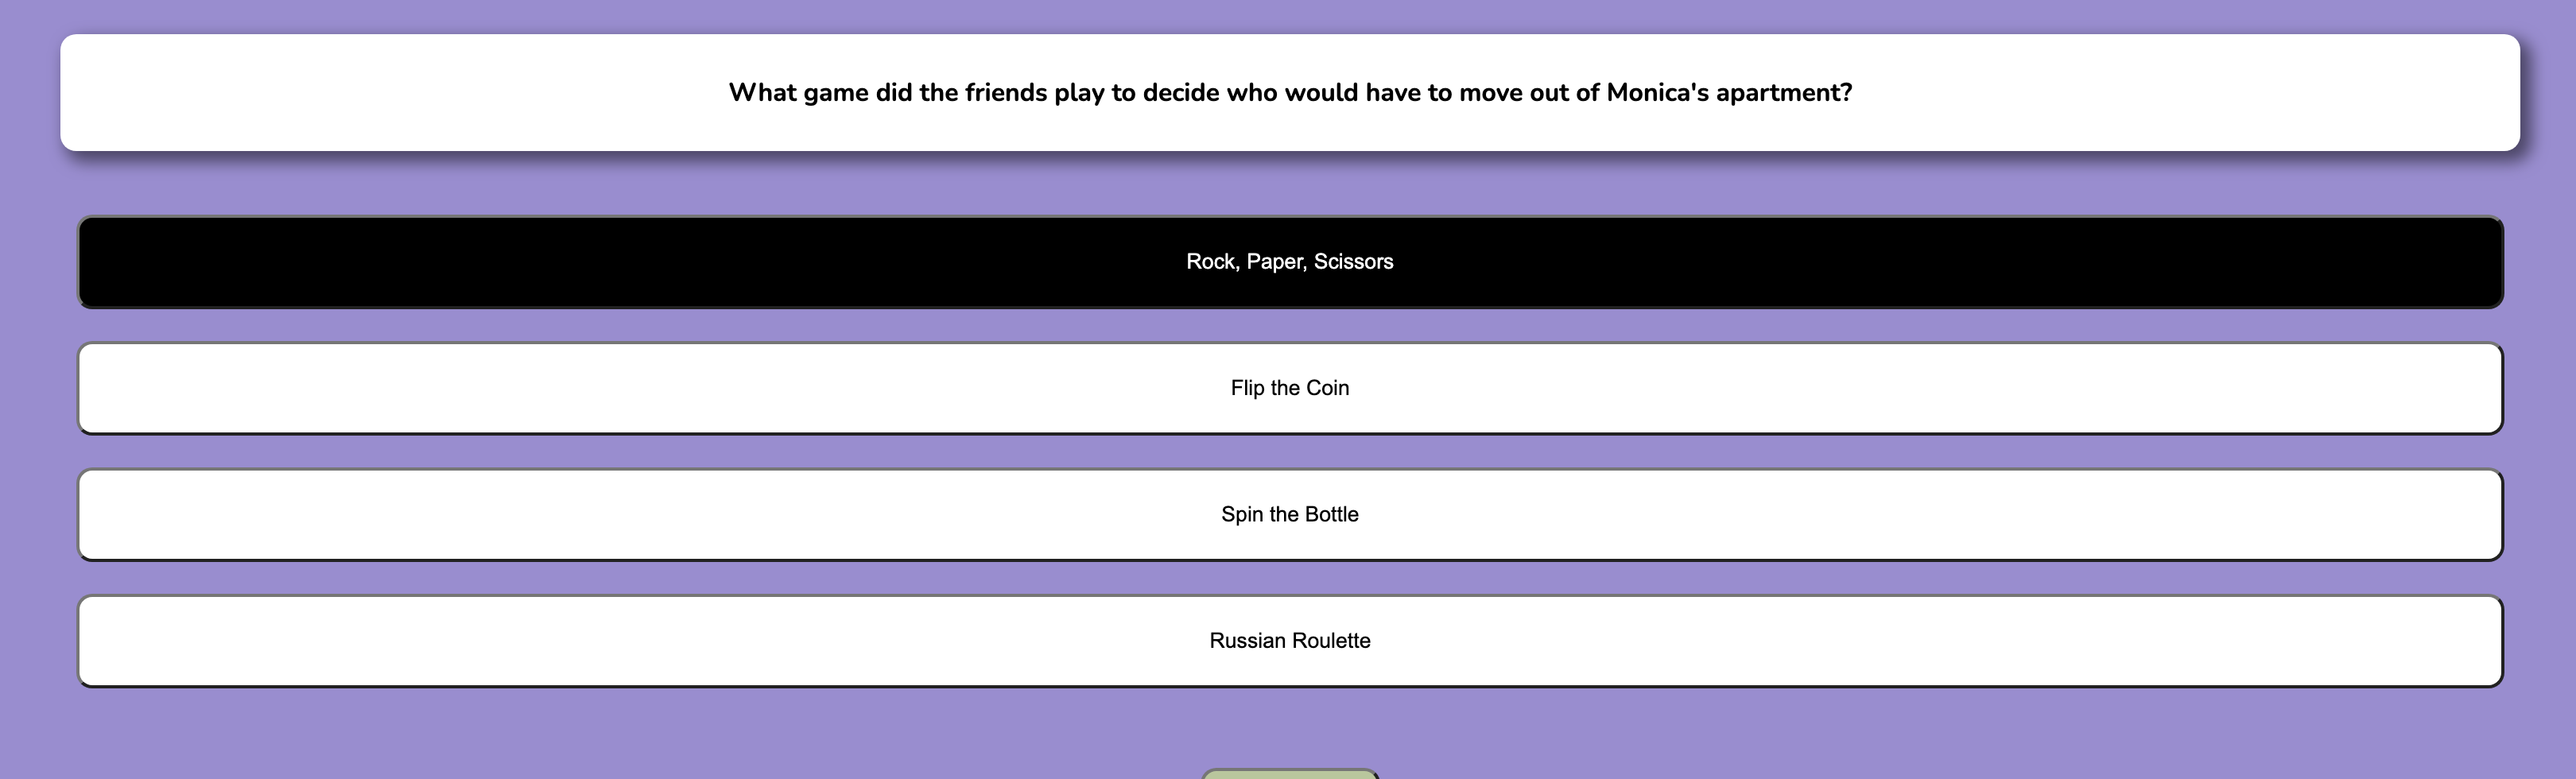 What game did the friends play to decide who would have to move out of Monica's apartment?
Rock, Paper, Scissors
Flip the Coin
Spin the Bottle
Russian Roulette